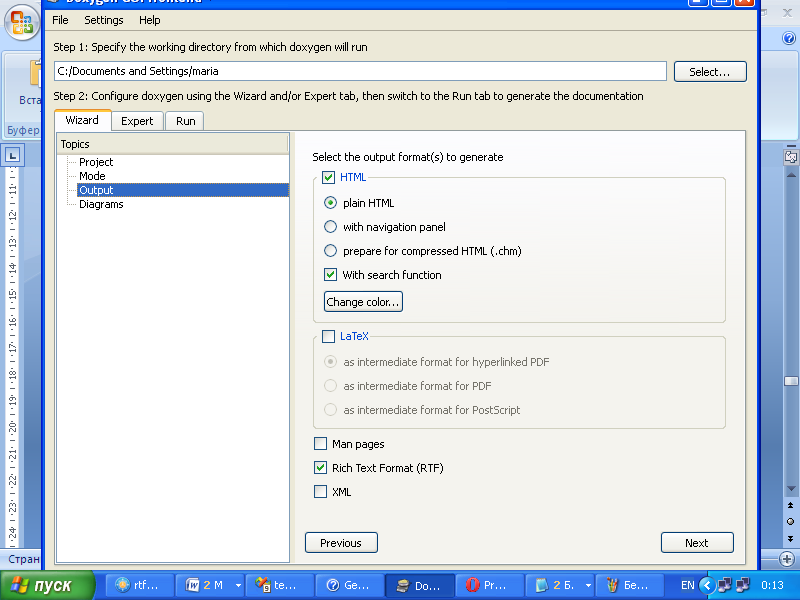 Doxygen GUI frontend
File Settings Help
Step 1: Specify the working directory from which doxygen will run
C:/Documents and Settings/maria
Select...
Step 2: Configure doxygen using the Wizard and/or Expert tab, then switch to the Run tab to generate the documentation
Wizard Expert Run
Topics
Project
Mode
Output
Diagrams
Select the output format(s) to generate
HTML
plain HTML
with navigation panel
prepare for compressed HTML (.chm)
With search function
Change color...
LaTeX
as intermediate format for hyperlinked PDF
as intermediate format for PDF
as intermediate format for PostScript
Man pages
Rich Text Format (RTF)
XML
Previous Next
Вста
Буфер
L
11
12
13
14
15
16
17
18
19
20
21
22
23
24
Стран
пуск rtf... 2 M te... Ge... Do... Pr... 2 Б. Бе... EN 0:13